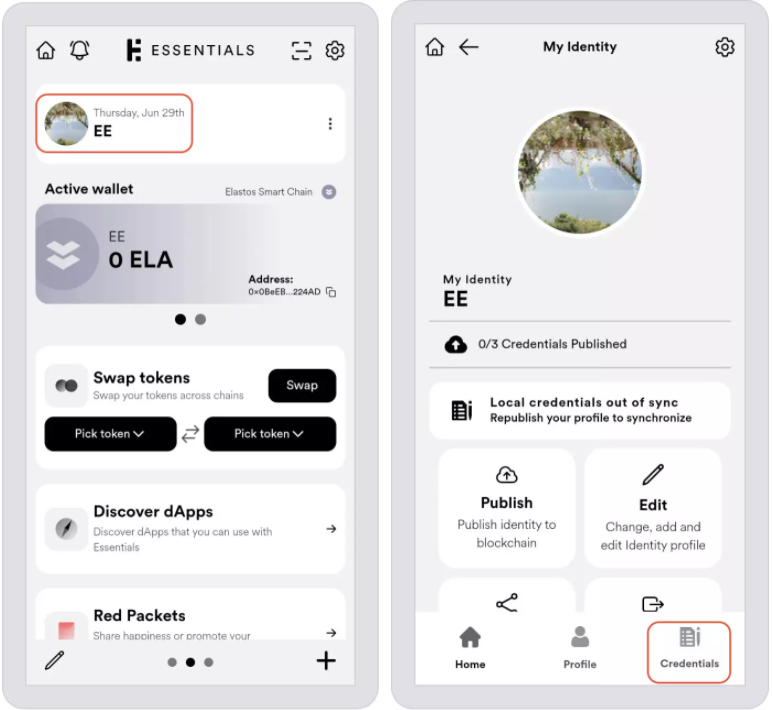 ESSENTIALS
Thursday, Jun 29th
EE
Active wallet
Elastos Smart Chain
EE
0 ELA
Address:
0x0BeEB...224AD
Swap tokens
Swap your tokens across chains
Swap
Pick token
Pick token
Discover dApps
Discover dApps that you can use with
Essentials
Red Packets
Share happiness or promote your
My Identity
My Identity
EE
0/3 Credentials Published
Local credentials out of sync
Republish your profile to synchronize
Publish
Publish identity to
blockchain
Edit
Change, add and
edit Identity profile
Home
Profile
Credentials